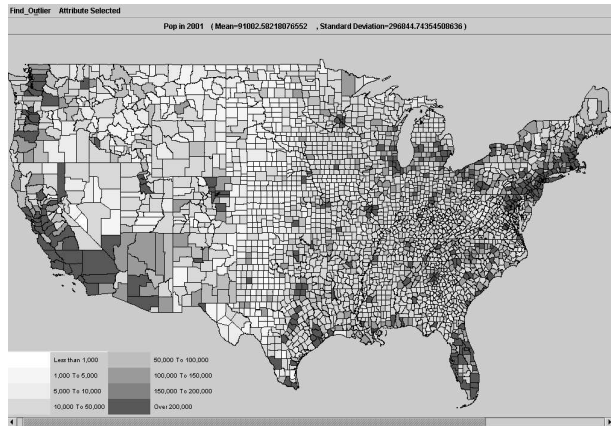 Find_Outlier Attribute Selected
Pop in 2001 ( Mean=91002.58218076552 , Standard Deviation=296844.74354508636 )
Less than 1,000
1,000 To 5,000
5,000 To 10,000
10,000 To 50,000
50,000 To 100,000
100,000 To 150,000
150,000 To 200,000
Over 200,000